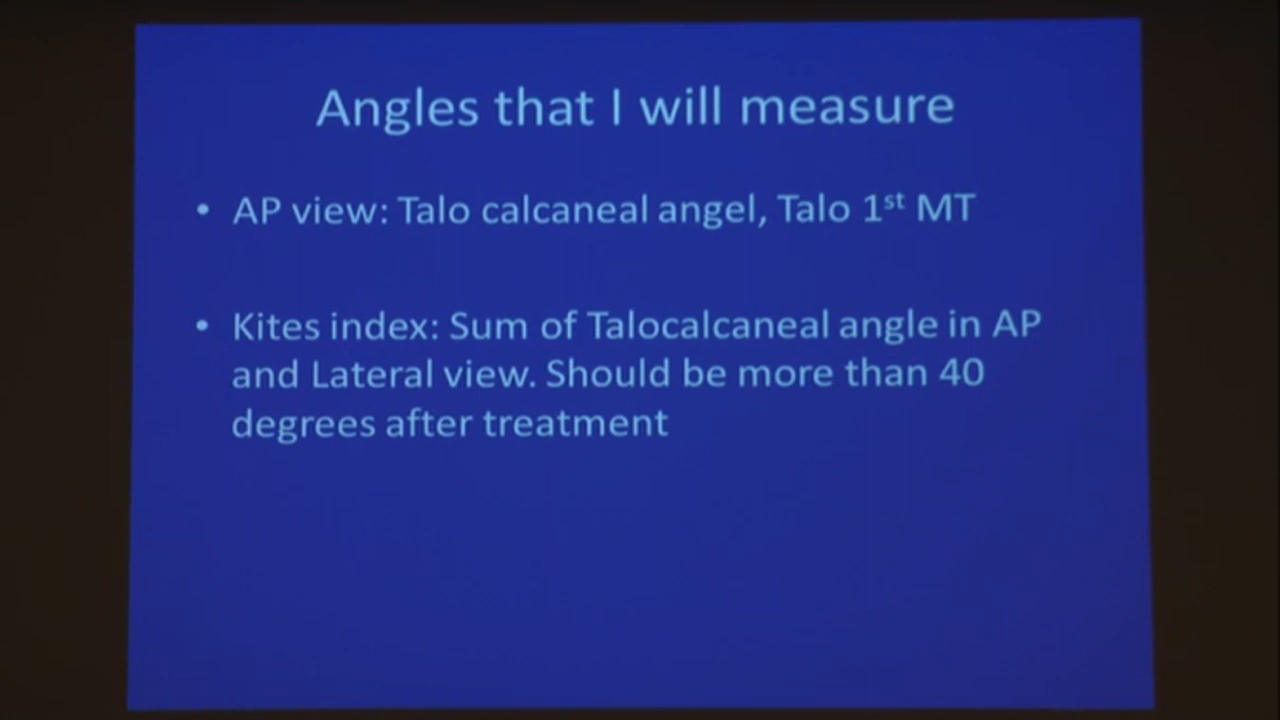 Angles that I will measure
• AP view: Talo calcaneal angel, Talo 1st MT
• Kites index: Sum of Talocalcaneal angle in AP
and Lateral view. Should be more than 40
degrees after treatment